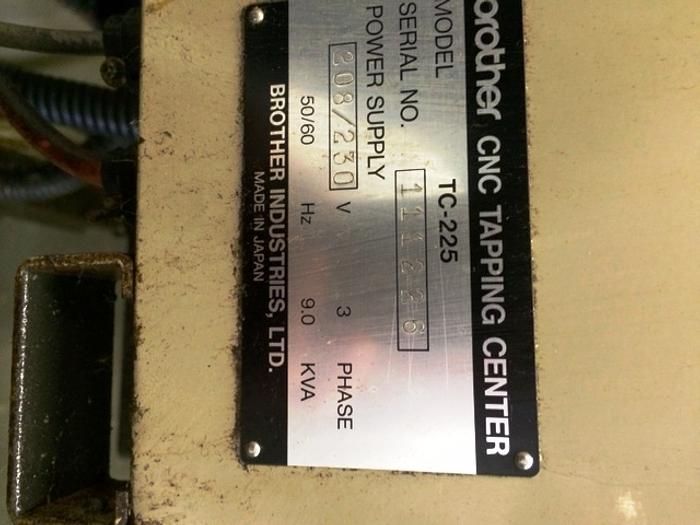 brother CNC TAPPING CENTER
MODEL TC-225
SERIAL NO. 111226
POWER SUPPLY
208/230 V 3 PHASE
50/60 Hz 9.0 KVA
BROTHER INDUSTRIES, LTD.
MADE IN JAPAN